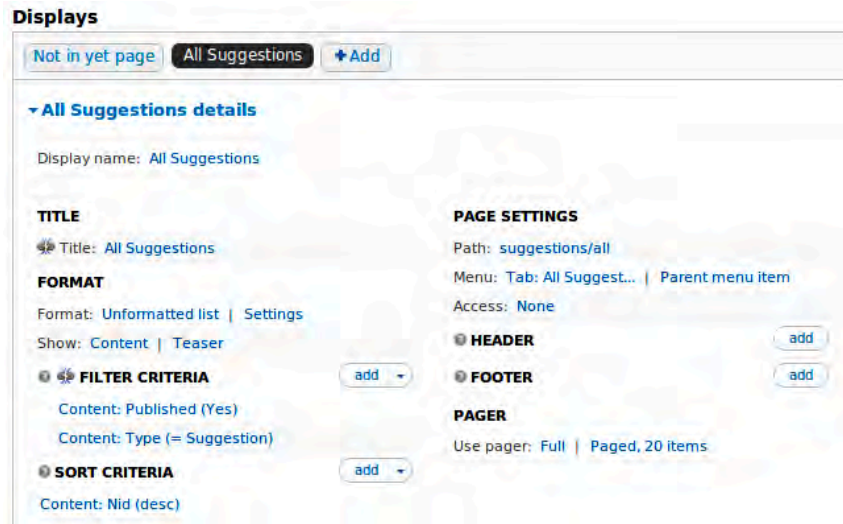 Displays
Not in yet page All Suggestions +Add
All Suggestions details
Display name: All Suggestions
TITLE
Title: All Suggestions
FORMAT
Format: Unformatted list | Settings
Show: Content | Teaser
FILTER CRITERIA add
Content: Published (Yes)
Content: Type (= Suggestion)
SORT CRITERIA add
Content: Nid (desc)
PAGE SETTINGS
Path: suggestions/all
Menu: Tab: All Suggest... | Parent menu item
Access: None
HEADER add
FOOTER add
PAGER
Use pager: Full | Paged, 20 items